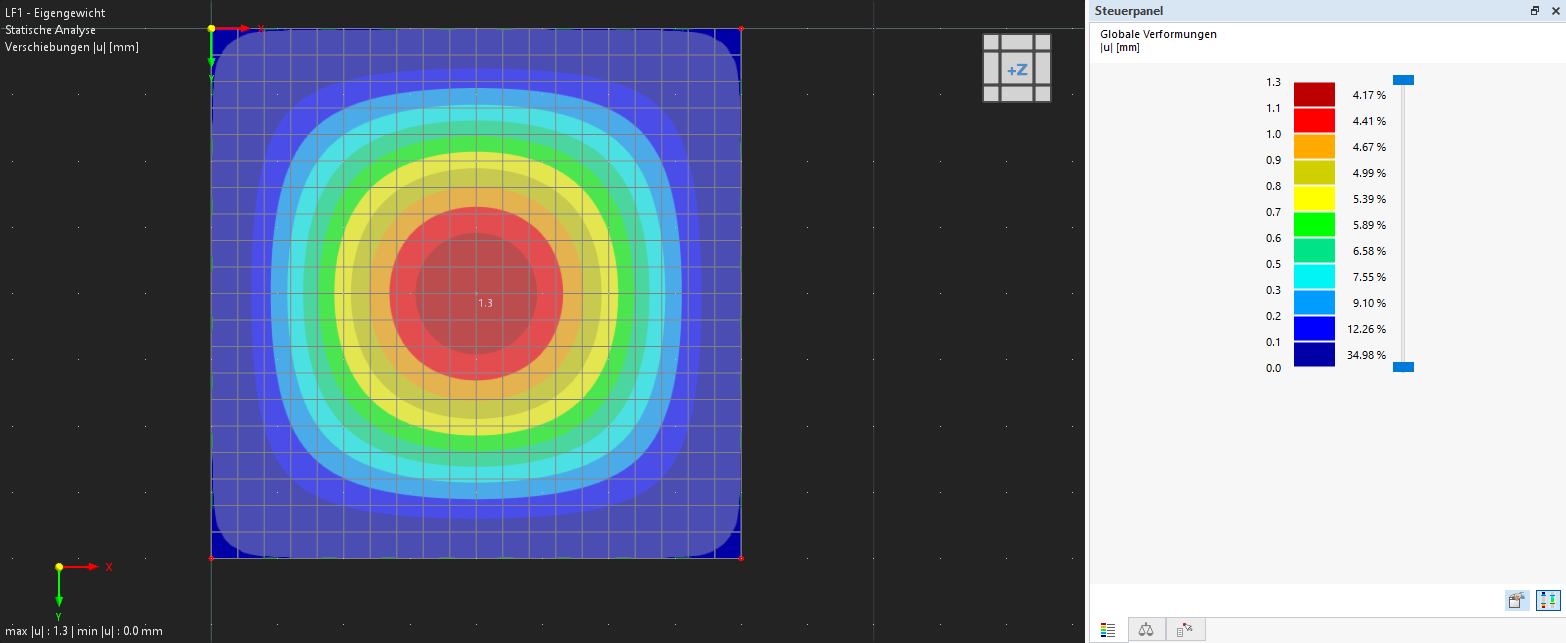 LF1 - Eigengewicht
Statische Analyse
Verschiebungen |u| [mm]
X
Y
+Z
1.3
X
Y
max |u| : 1.3 | min |u| : 0.0 mm
Steuerpanel
Globale Verformungen
|u| [mm]
1.3
4.17 %
1.1
4.41 %
1.0
4.67 %
0.9
4.99 %
0.8
5.39 %
0.7
5.89 %
0.6
6.58 %
0.5
7.55 %
0.3
9.10 %
0.2
12.26 %
0.1
34.98 %
0.0